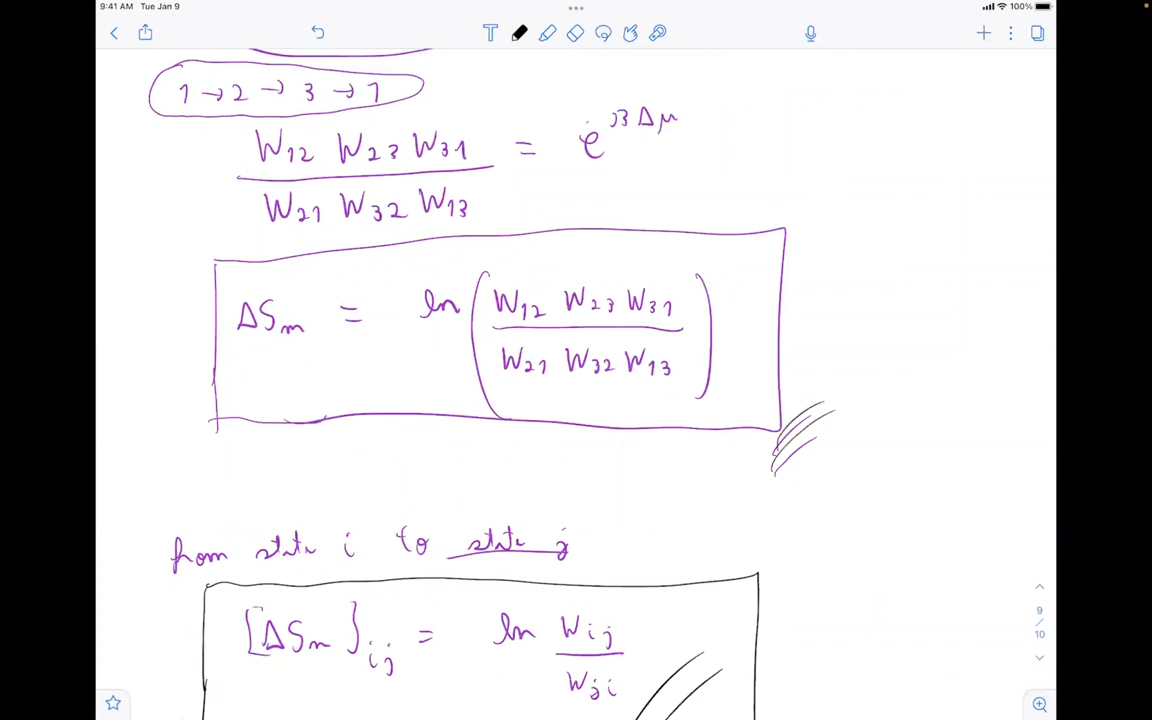 9:41 AM Tue Jan 9
100%
1 → 2 → 3 → 1
W12 W23 W31 / W21 W32 W13 = e^{βΔμ}
ΔSm = ln ( W12 W23 W31 / W21 W32 W13 )
from state i to state j
[ΔSm]ij = ln Wij / Wji
9 / 10